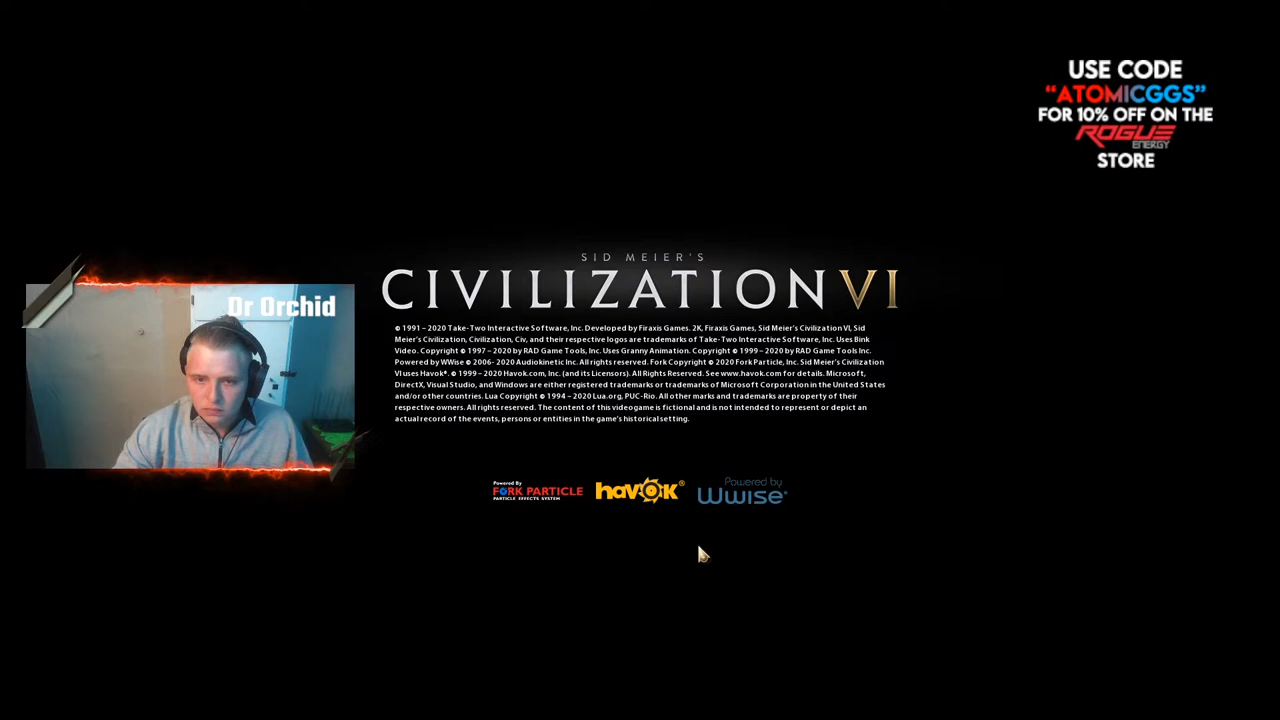 USE CODE
"ATOMICGGS"
FOR 10% OFF ON THE
ROGUE
ENERGY
STORE
SID MEIER'S
CIVILIZATION VI
Dr Orchid
© 1991 – 2020 Take-Two Interactive Software, Inc. Developed by Firaxis Games. 2K, Firaxis Games, Sid Meier's Civilization VI, Sid
Meier's Civilization, Civilization, Civ, and their respective logos are trademarks of Take-Two Interactive Software, Inc. Uses Bink
Video. Copyright © 1997 – 2020 by RAD Game Tools, Inc. Uses Granny Animation. Copyright © 1999 – 2020 by RAD Game Tools Inc.
Powered by WWise © 2006- 2020 Audiokinetic Inc. All rights reserved. Fork Copyright © 2020 Fork Particle, Inc. Sid Meier's Civilization
VI uses Havok®. © 1999 – 2020 Havok.com, Inc. (and its Licensors). All Rights Reserved. See www.havok.com for details. Microsoft,
DirectX, Visual Studio, and Windows are either registered trademarks or trademarks of Microsoft Corporation in the United States
and/or other countries. Lua Copyright © 1994 – 2020 Lua.org, PUC-Rio. All other marks and trademarks are property of their
respective owners. All rights reserved. The content of this videogame is fictional and is not intended to represent or depict an
actual record of the events, persons or entities in the game's historical setting.
Powered By
FORK PARTICLE
PARTICLE EFFECTS SYSTEM
havok®
Powered by
Wwise®